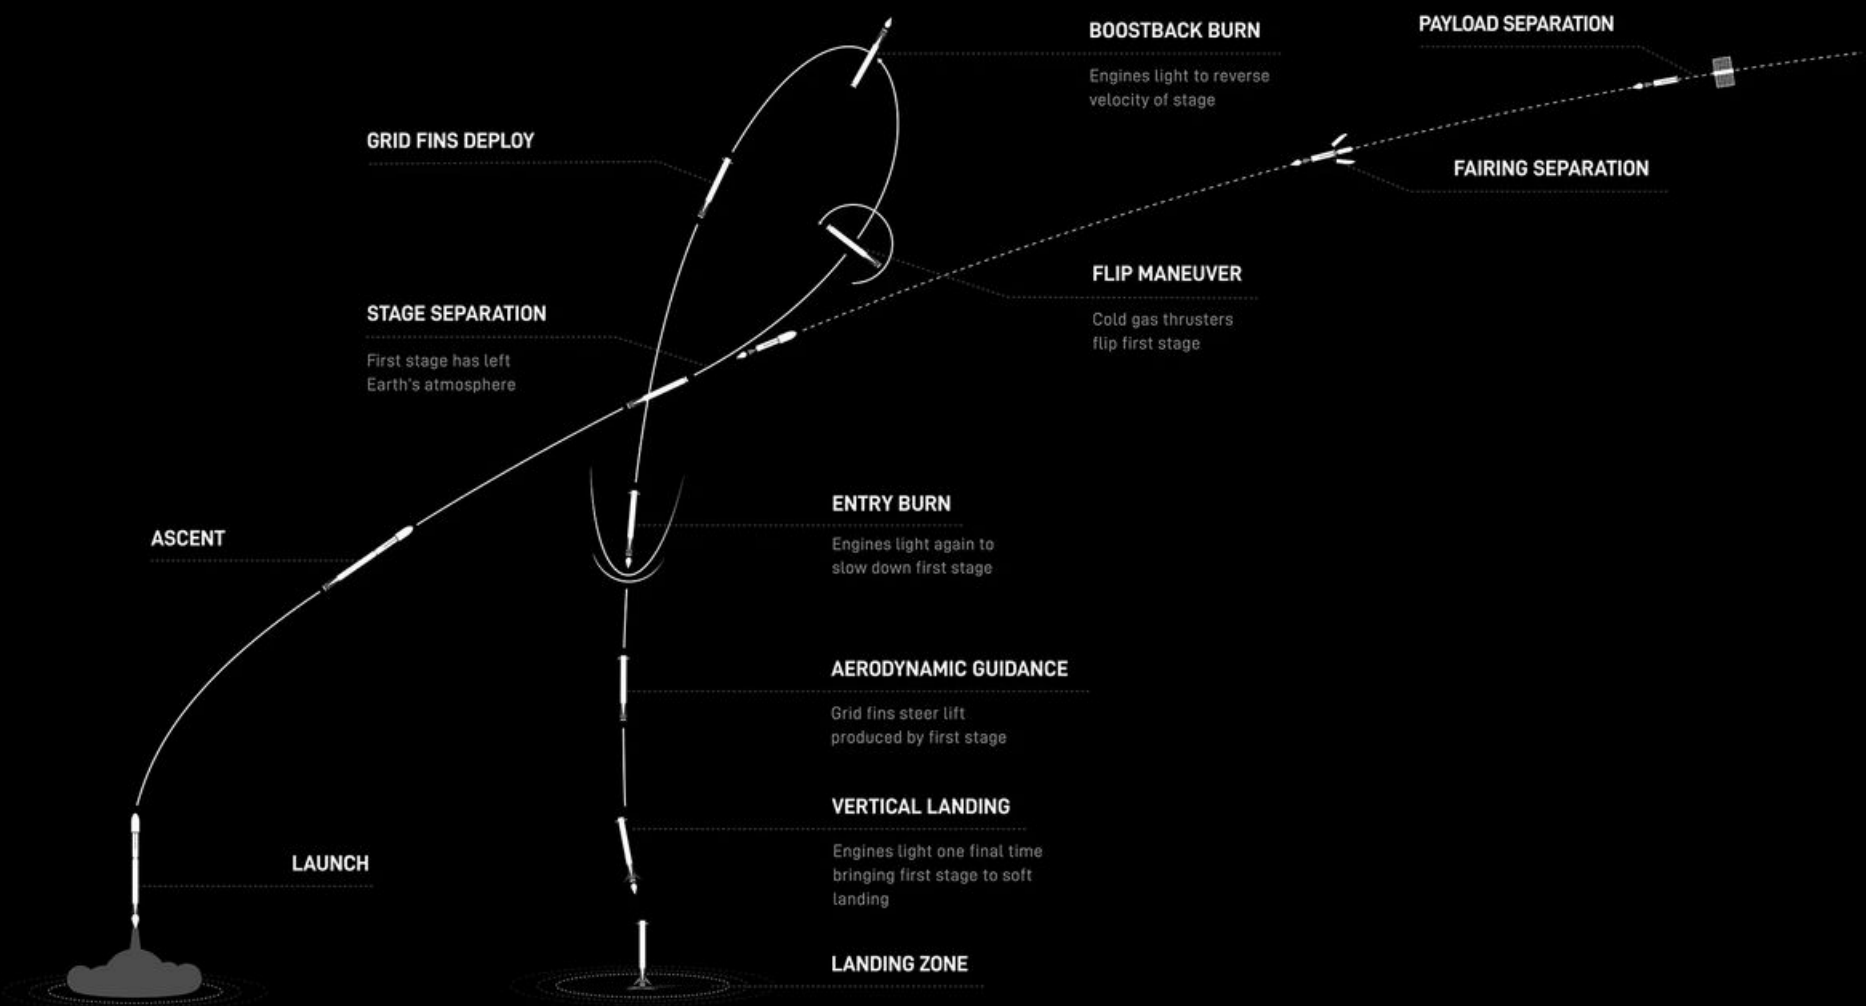 BOOSTBACK BURN
Engines light to reverse
velocity of stage
PAYLOAD SEPARATION
GRID FINS DEPLOY
FAIRING SEPARATION
FLIP MANEUVER
Cold gas thrusters
flip first stage
STAGE SEPARATION
First stage has left
Earth's atmosphere
ENTRY BURN
Engines light again to
slow down first stage
ASCENT
AERODYNAMIC GUIDANCE
Grid fins steer lift
produced by first stage
VERTICAL LANDING
Engines light one final time
bringing first stage to soft
landing
LAUNCH
LANDING ZONE